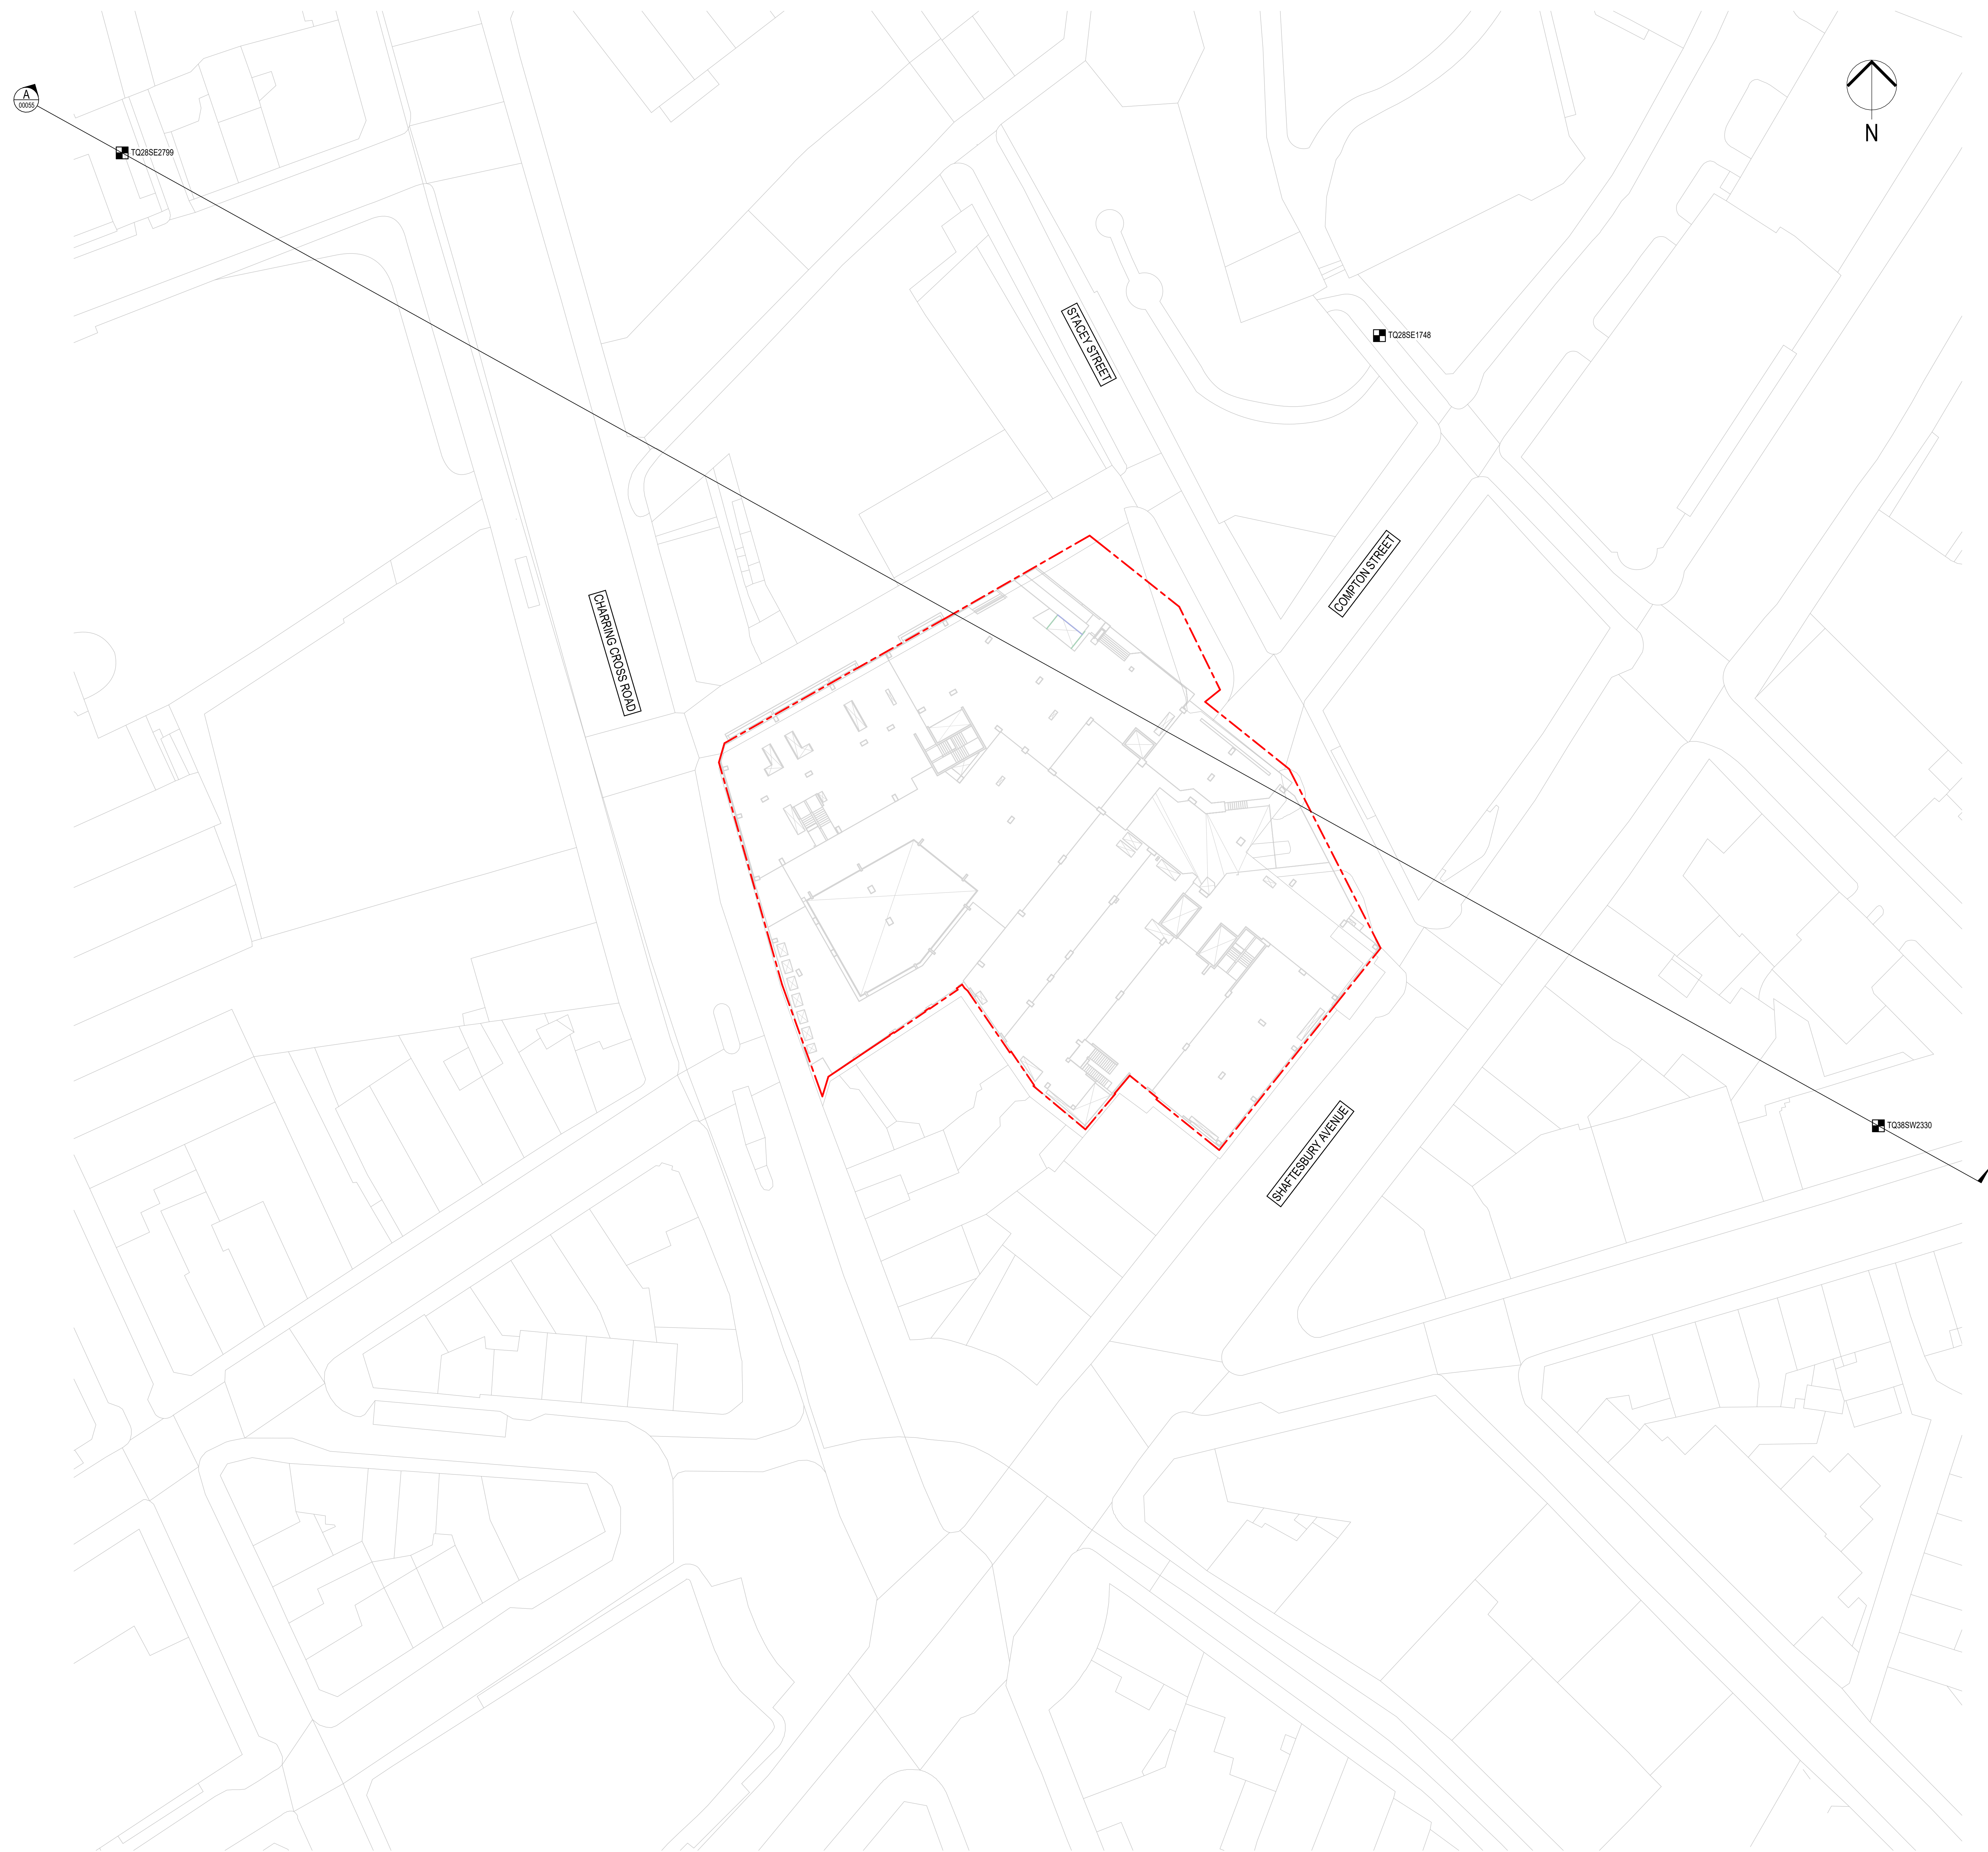 A
00055
TQ28SE2799
N
STACEY STREET
TQ28SE1748
COMPTON STREET
CHARRING CROSS ROAD
SHAFTESBURY AVENUE
TQ38SW2330